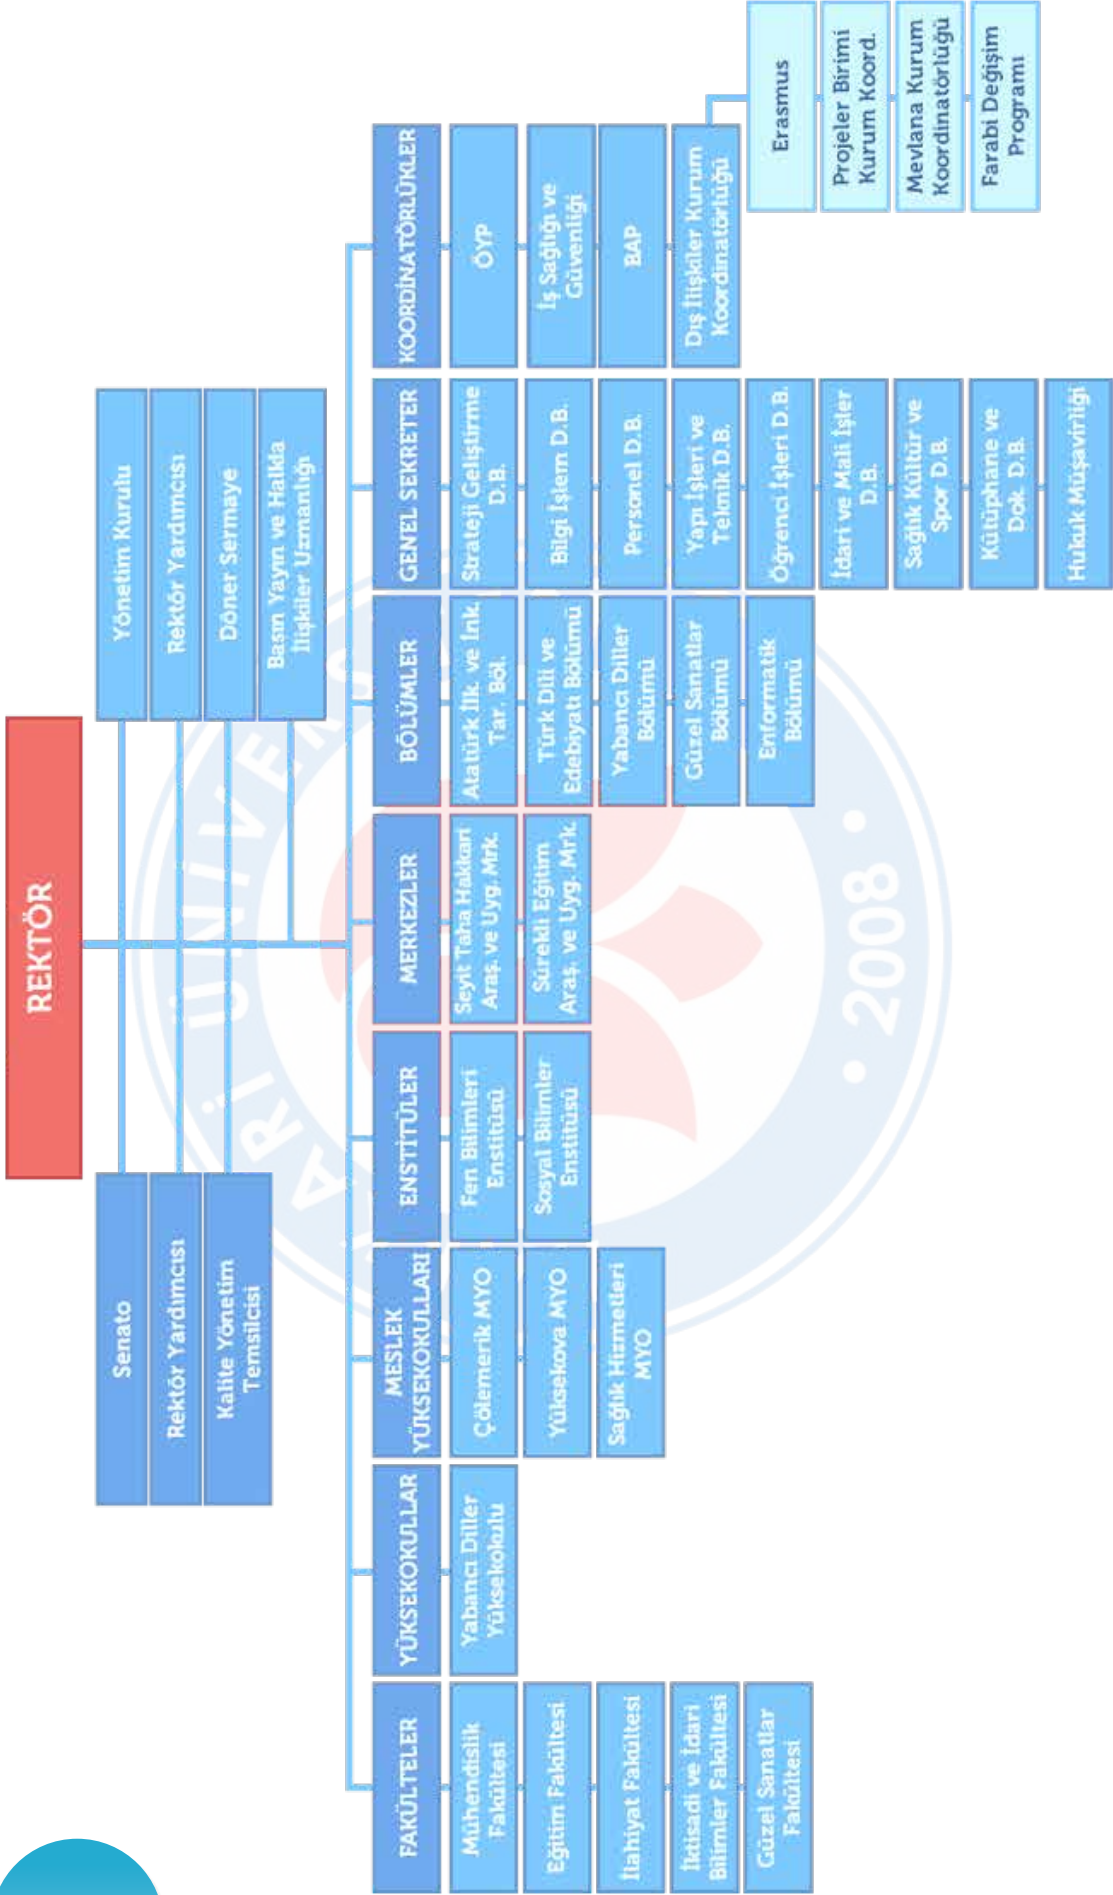 REKTÖR
Senato
Rektör Yardımcısı
Kalite Yönetim
Temsilcisi
Yönetim Kurulu
Rektör Yardımcısı
Döner Sermaye
Basın Yayın ve Halkla
İlişkiler Uzmanlığı
FAKÜLTELER
Mühendislik
Fakültesi
Eğitim Fakültesi
İlahiyat Fakültesi
İktisadi ve İdari
Bilimler Fakültesi
Güzel Sanatlar
Fakültesi
YÜKSEKOKULLAR
Yabancı Diller
Yüksekokulu
MESLEK
YÜKSEKOKULLARI
Çölemerik MYO
Yüksekova MYO
Sağlık Hizmetleri
MYO
ENSTİTÜLER
Fen Bilimleri
Enstitüsü
Sosyal Bilimler
Enstitüsü
MERKEZLER
Seyit Taha Hakkari
Araş. ve Uyg. Mrk.
Sürekli Eğitim
Araş. ve Uyg. Mrk.
BÖLÜMLER
Atatürk İlk. ve İnk.
Tar. Böl.
Türk Dili ve
Edebiyatı Bölümü
Yabancı Diller
Bölümü
Güzel Sanatlar
Bölümü
Enformatik
Bölümü
GENEL SEKRETER
Strateji Geliştirme
D.B.
Bilgi İşlem D.B.
Personel D.B.
Yapı İşleri ve
Teknik D.B.
Öğrenci İşleri D.B.
İdari ve Mali İşler
D.B.
Sağlık Kültür ve
Spor D.B.
Kütüphane ve
Dok. D.B.
Hukuk Müşavirliği
KOORDİNATÖRLÜKLER
ÖYP
İş Sağlığı ve
Güvenliği
BAP
Dış İlişkiler Kurum
Koordinatörlüğü
Erasmus
Projeler Birimi
Kurum Koord.
Mevlana Kurum
Koordinatörlüğü
Farabi Değişim
Programı
• 2008 •